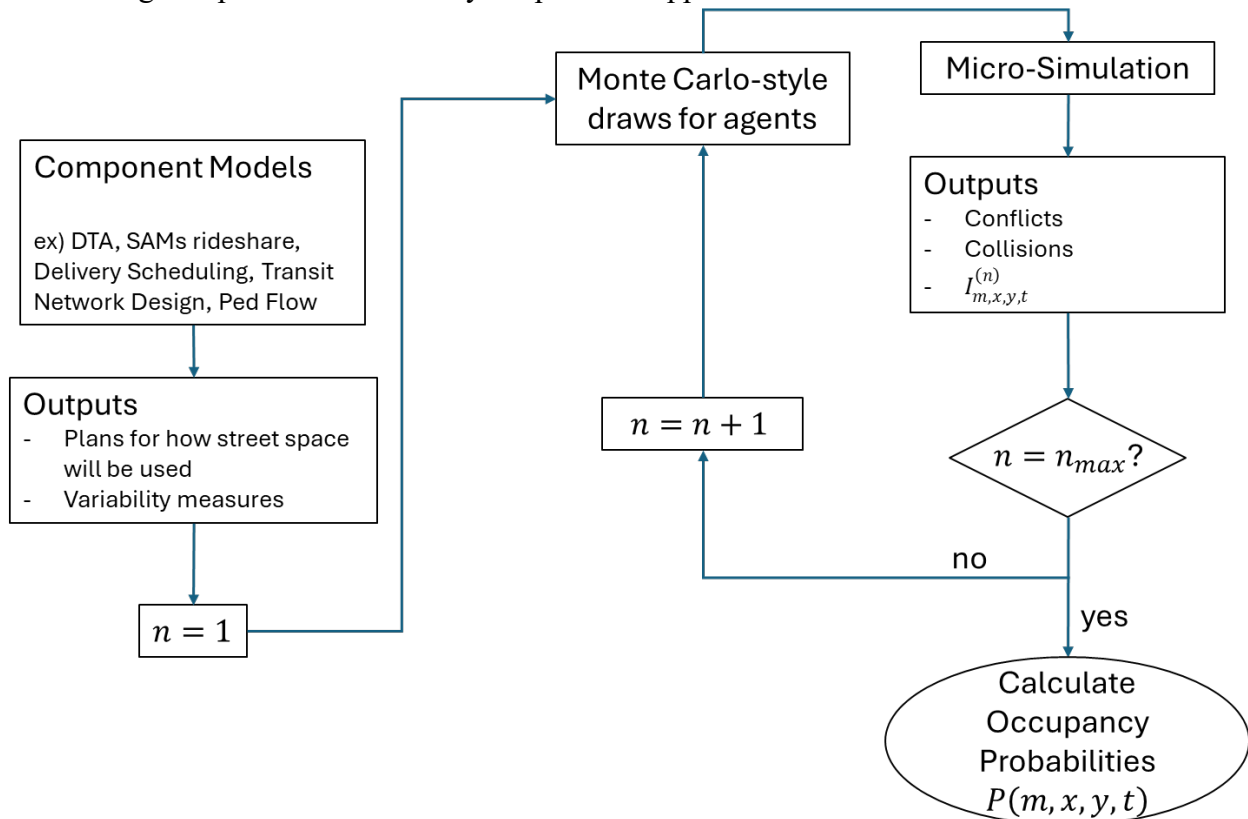 Component Models
ex) DTA, SAMs rideshare,
Delivery Scheduling, Transit
Network Design, Ped Flow
Outputs
- Plans for how street space
will be used
- Variability measures
n = 1
Monte Carlo-style
draws for agents
n = n + 1
Micro-Simulation
Outputs
- Conflicts
- Collisions
- I_{m,x,y,t}^{(n)}
n = n_{max}?
no
yes
Calculate
Occupancy
Probabilities
P(m, x, y, t)